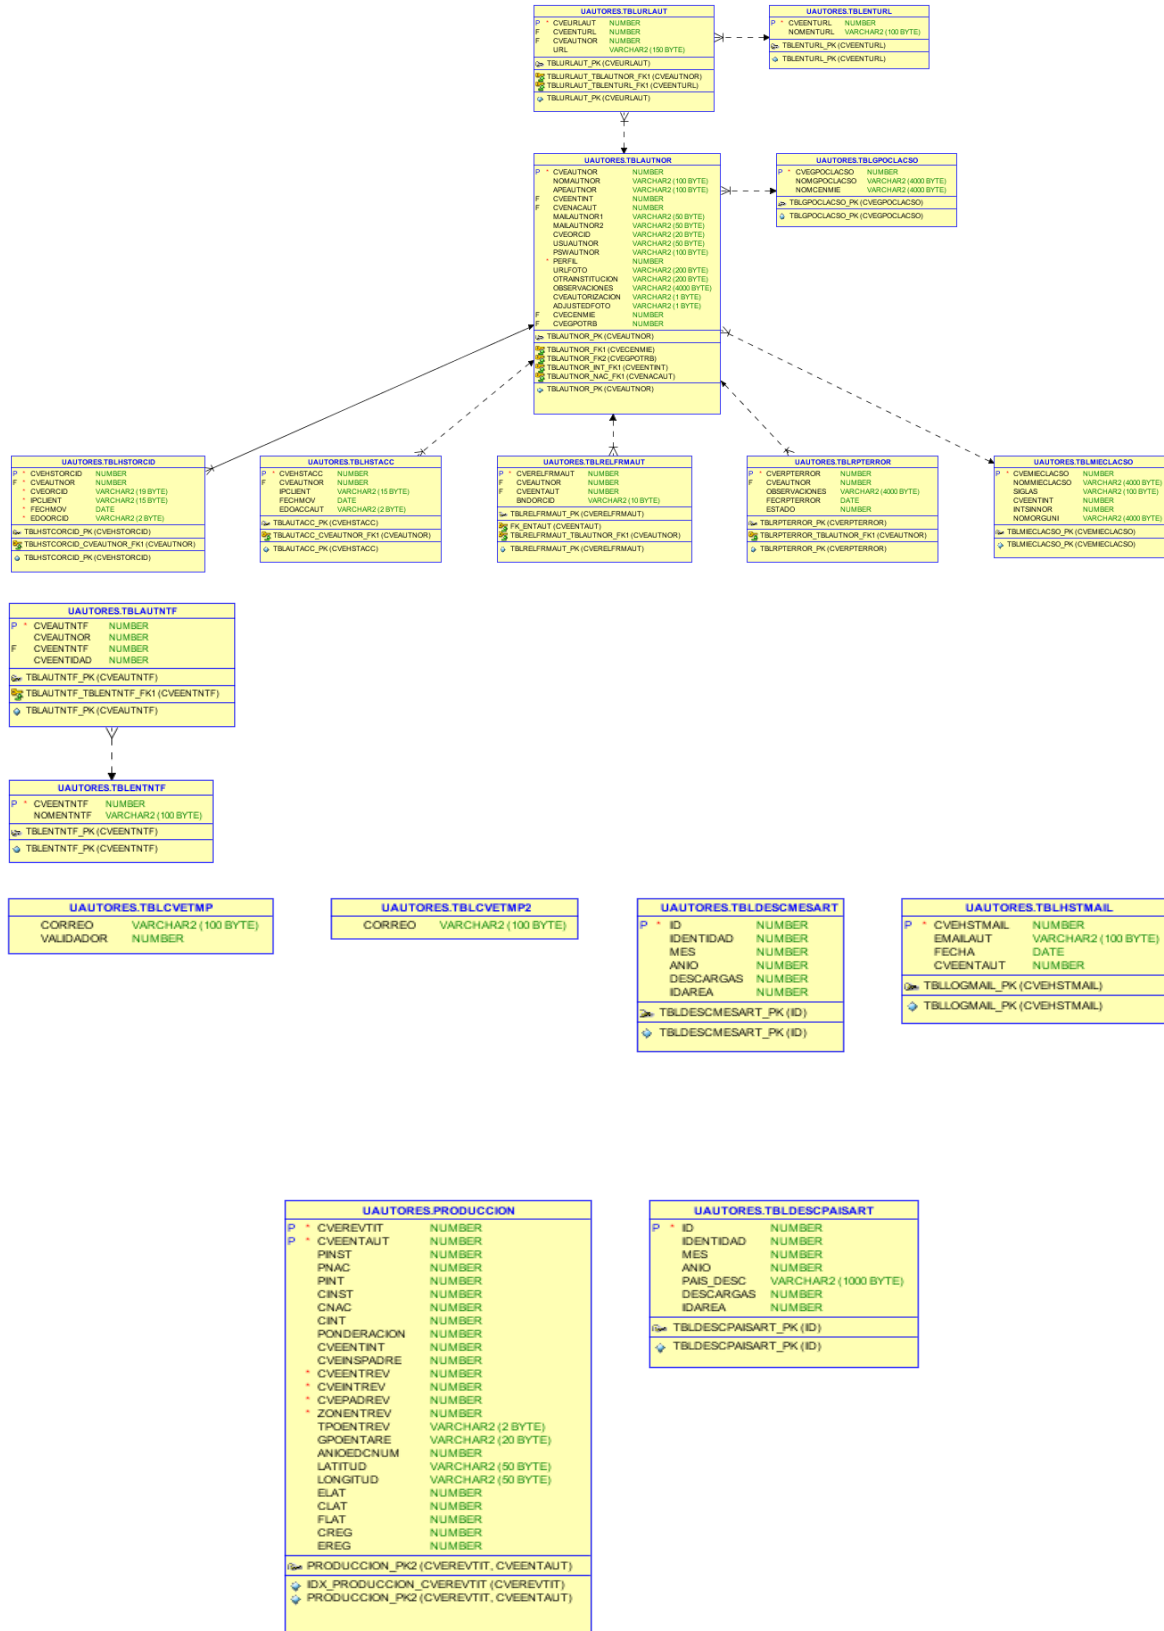 UAUTORES.TBLURLAUT
P * CVEURLAUT NUMBER
F CVEENTURL NUMBER
F CVEAUTNOR NUMBER
URL VARCHAR2 (150 BYTE)
TBLURLAUT_PK (CVEURLAUT)
TBLURLAUT_TBLAUTNOR_FK1 (CVEAUTNOR)
TBLURLAUT_TBLENTURL_FK1 (CVEENTURL)
TBLURLAUT_PK (CVEURLAUT)
UAUTORES.TBLENTURL
P * CVEENTURL NUMBER
NOMENTURL VARCHAR2 (100 BYTE)
TBLENTURL_PK (CVEENTURL)
TBLENTURL_PK (CVEENTURL)
UAUTORES.TBLAUTNOR
P * CVEAUTNOR NUMBER
NOMAUTNOR VARCHAR2 (100 BYTE)
APEAUTNOR VARCHAR2 (100 BYTE)
F CVEENTINT NUMBER
F CVENACAUT NUMBER
MAILAUTNOR1 VARCHAR2 (50 BYTE)
MAILAUTNOR2 VARCHAR2 (50 BYTE)
CVEORCID VARCHAR2 (20 BYTE)
USUAUTNOR VARCHAR2 (50 BYTE)
PSWAUTNOR VARCHAR2 (100 BYTE)
* PERFIL NUMBER
URLFOTO VARCHAR2 (200 BYTE)
OTRAINSTITUCION VARCHAR2 (200 BYTE)
OBSERVACIONES VARCHAR2 (4000 BYTE)
CVEAUTORIZACION VARCHAR2 (1 BYTE)
ADJUSTEDFOTO VARCHAR2 (1 BYTE)
F CVECENMIE NUMBER
F CVEGPOTRB NUMBER
TBLAUTNOR_PK (CVEAUTNOR)
TBLAUTNOR_FK1 (CVECENMIE)
TBLAUTNOR_FK2 (CVEGPOTRB)
TBLAUTNOR_INT_FK1 (CVEENTINT)
TBLAUTNOR_NAC_FK1 (CVENACAUT)
TBLAUTNOR_PK (CVEAUTNOR)
UAUTORES.TBLGPOCLACSO
P * CVEGPOCLACSO NUMBER
NOMGPOCLACSO VARCHAR2 (4000 BYTE)
NOMCENMIE VARCHAR2 (4000 BYTE)
TBLGPOCLACSO_PK (CVEGPOCLACSO)
TBLGPOCLACSO_PK (CVEGPOCLACSO)
UAUTORES.TBLHSTORCID
P * CVEHSTORCID NUMBER
F * CVEAUTNOR NUMBER
* CVEORCID VARCHAR2 (19 BYTE)
* IPCLIENT VARCHAR2 (15 BYTE)
* FECHMOV DATE
* EDOORCID VARCHAR2 (2 BYTE)
TBLHSTCORCID_PK (CVEHSTORCID)
TBLHSTCORCID_CVEAUTNOR_FK1 (CVEAUTNOR)
TBLHSTCORCID_PK (CVEHSTORCID)
UAUTORES.TBLHSTACC
P * CVEHSTACC NUMBER
F CVEAUTNOR NUMBER
IPCLIENT VARCHAR2 (15 BYTE)
FECHMOV DATE
EDOACCAUT VARCHAR2 (2 BYTE)
TBLAUTACC_PK (CVEHSTACC)
TBLAUTACC_CVEAUTNOR_FK1 (CVEAUTNOR)
TBLAUTACC_PK (CVEHSTACC)
UAUTORES.TBLRELFRMAUT
P * CVERELFRMAUT NUMBER
F CVEAUTNOR NUMBER
F CVEENTAUT NUMBER
BNDORCID VARCHAR2 (10 BYTE)
TBLRELFRMAUT_PK (CVERELFRMAUT)
FK_ENTAUT (CVEENTAUT)
TBLRELFRMAUT_TBLAUTNOR_FK1 (CVEAUTNOR)
TBLRELFRMAUT_PK (CVERELFRMAUT)
UAUTORES.TBLRPTERROR
P * CVERPTERROR NUMBER
F CVEAUTNOR NUMBER
OBSERVACIONES VARCHAR2 (4000 BYTE)
FECRPTERROR DATE
ESTADO NUMBER
TBLRPTERROR_PK (CVERPTERROR)
TBLRPTERROR_TBLAUTNOR_FK1 (CVEAUTNOR)
TBLRPTERROR_PK (CVERPTERROR)
UAUTORES.TBLMIECLACSO
P * CVEMIECLACSO NUMBER
NOMMIECLACSO VARCHAR2 (4000 BYTE)
SIGLAS VARCHAR2 (100 BYTE)
CVEENTINT NUMBER
INTSINNOR NUMBER
NOMORGUNI VARCHAR2 (4000 BYTE)
TBLMIECLACSO_PK (CVEMIECLACSO)
TBLMIECLACSO_PK (CVEMIECLACSO)
UAUTORES.TBLAUTNTF
P * CVEAUTNTF NUMBER
CVEAUTNOR NUMBER
F CVEENTNTF NUMBER
CVEENTIDAD NUMBER
TBLAUTNTF_PK (CVEAUTNTF)
TBLAUTNTF_TBLENTNTF_FK1 (CVEENTNTF)
TBLAUTNTF_PK (CVEAUTNTF)
UAUTORES.TBLENTNTF
P * CVEENTNTF NUMBER
NOMENTNTF VARCHAR2 (100 BYTE)
TBLENTNTF_PK (CVEENTNTF)
TBLENTNTF_PK (CVEENTNTF)
UAUTORES.TBLCVETMP
CORREO VARCHAR2 (100 BYTE)
VALIDADOR NUMBER
UAUTORES.TBLCVETMP2
CORREO VARCHAR2 (100 BYTE)
UAUTORES.TBLDESCMESART
P * ID NUMBER
IDENTIDAD NUMBER
MES NUMBER
ANIO NUMBER
DESCARGAS NUMBER
IDAREA NUMBER
TBLDESCMESART_PK (ID)
TBLDESCMESART_PK (ID)
UAUTORES.TBLHSTMAIL
P * CVEHSTMAIL NUMBER
EMAILAUT VARCHAR2 (100 BYTE)
FECHA DATE
CVEENTAUT NUMBER
TBLLOGMAIL_PK (CVEHSTMAIL)
TBLLOGMAIL_PK (CVEHSTMAIL)
UAUTORES.PRODUCCION
P * CVEREVTIT NUMBER
P * CVEENTAUT NUMBER
PINST NUMBER
PNAC NUMBER
PINT NUMBER
CINST NUMBER
CNAC NUMBER
CINT NUMBER
PONDERACION NUMBER
CVEENTINT NUMBER
CVEINSPADRE NUMBER
* CVEENTREV NUMBER
* CVEINTREV NUMBER
* CVEPADREV NUMBER
* ZONENTREV NUMBER
TPOENTREV VARCHAR2 (2 BYTE)
GPOENTARE VARCHAR2 (20 BYTE)
ANIOEDCNUM NUMBER
LATITUD VARCHAR2 (50 BYTE)
LONGITUD VARCHAR2 (50 BYTE)
ELAT NUMBER
CLAT NUMBER
FLAT NUMBER
CREG NUMBER
EREG NUMBER
PRODUCCION_PK2 (CVEREVTIT, CVEENTAUT)
IDX_PRODUCCION_CVEREVTIT (CVEREVTIT)
PRODUCCION_PK2 (CVEREVTIT, CVEENTAUT)
UAUTORES.TBLDESCPAISART
P * ID NUMBER
IDENTIDAD NUMBER
MES NUMBER
ANIO NUMBER
PAIS_DESC VARCHAR2 (1000 BYTE)
DESCARGAS NUMBER
IDAREA NUMBER
TBLDESCPAISART_PK (ID)
TBLDESCPAISART_PK (ID)